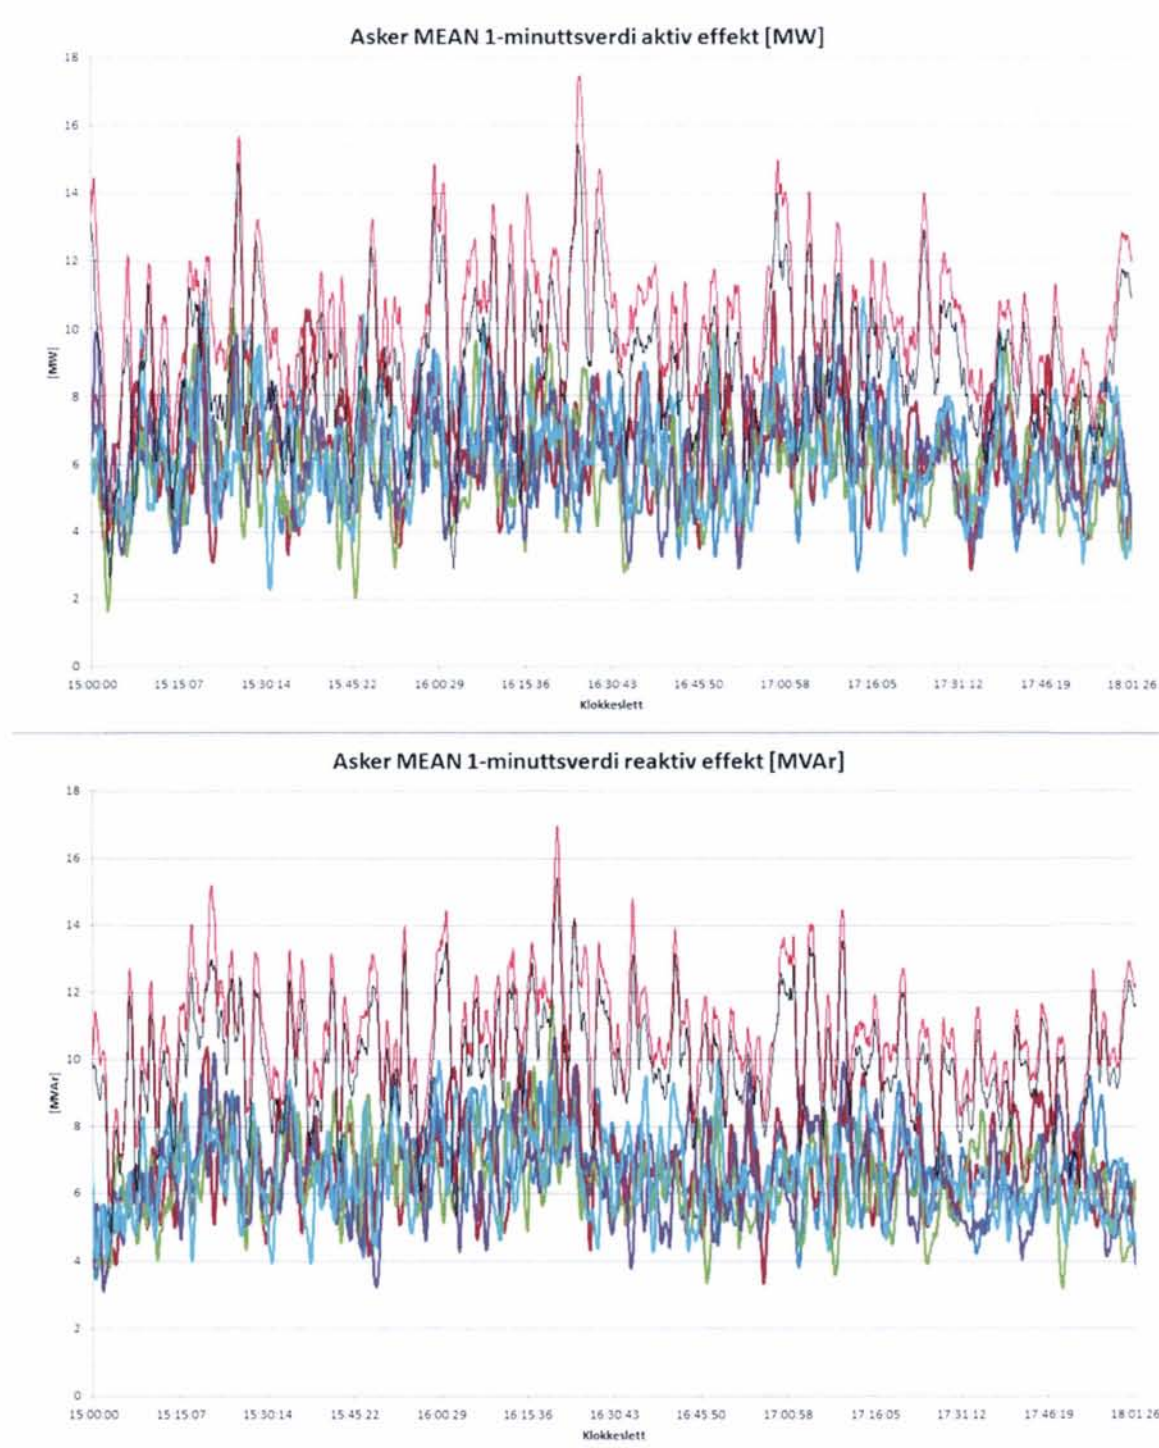 Asker MEAN 1-minuttsverdi aktiv effekt [MW]
18
16
14
12
10
8
6
4
2
0
[MW]
15:00:00 15:15:07 15:30:14 15:45:22 16:00:29 16:15:36 16:30:43 16:45:50 17:00:58 17:16:05 17:31:12 17:46:19 18:01:26
Klokkeslett
Asker MEAN 1-minuttsverdi reaktiv effekt [MVAr]
18
16
14
12
10
8
6
4
2
0
[MVAr]
15:00:00 15:15:07 15:30:14 15:45:22 16:00:29 16:15:36 16:30:43 16:45:50 17:00:58 17:16:05 17:31:12 17:46:19 18:01:26
Klokkeslett